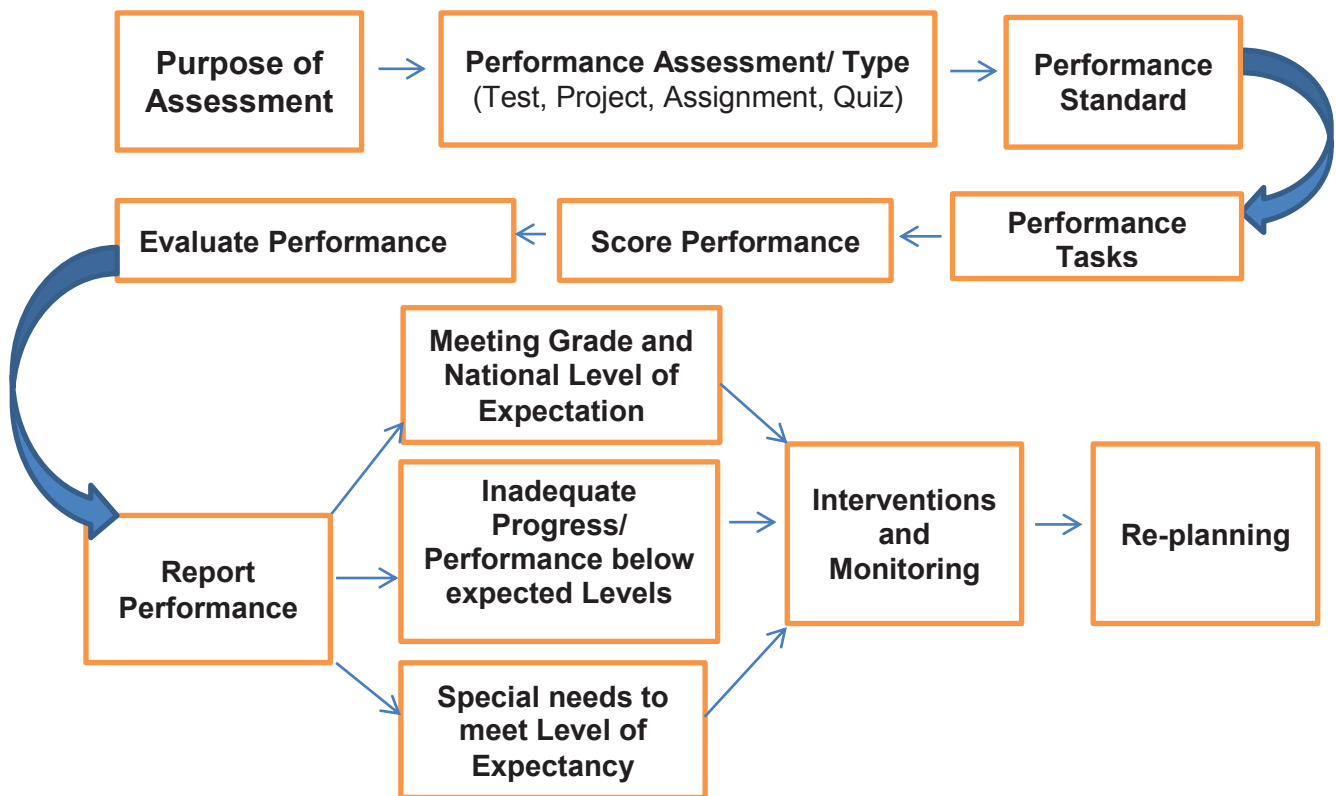 Purpose of
Assessment
Performance Assessment/ Type
(Test, Project, Assignment, Quiz)
Performance
Standard
Evaluate Performance
Score Performance
Performance
Tasks
Meeting Grade and
National Level of
Expectation
Inadequate
Progress/
Performance below
expected Levels
Special needs to
meet Level of
Expectancy
Report
Performance
Interventions
and
Monitoring
Re-planning